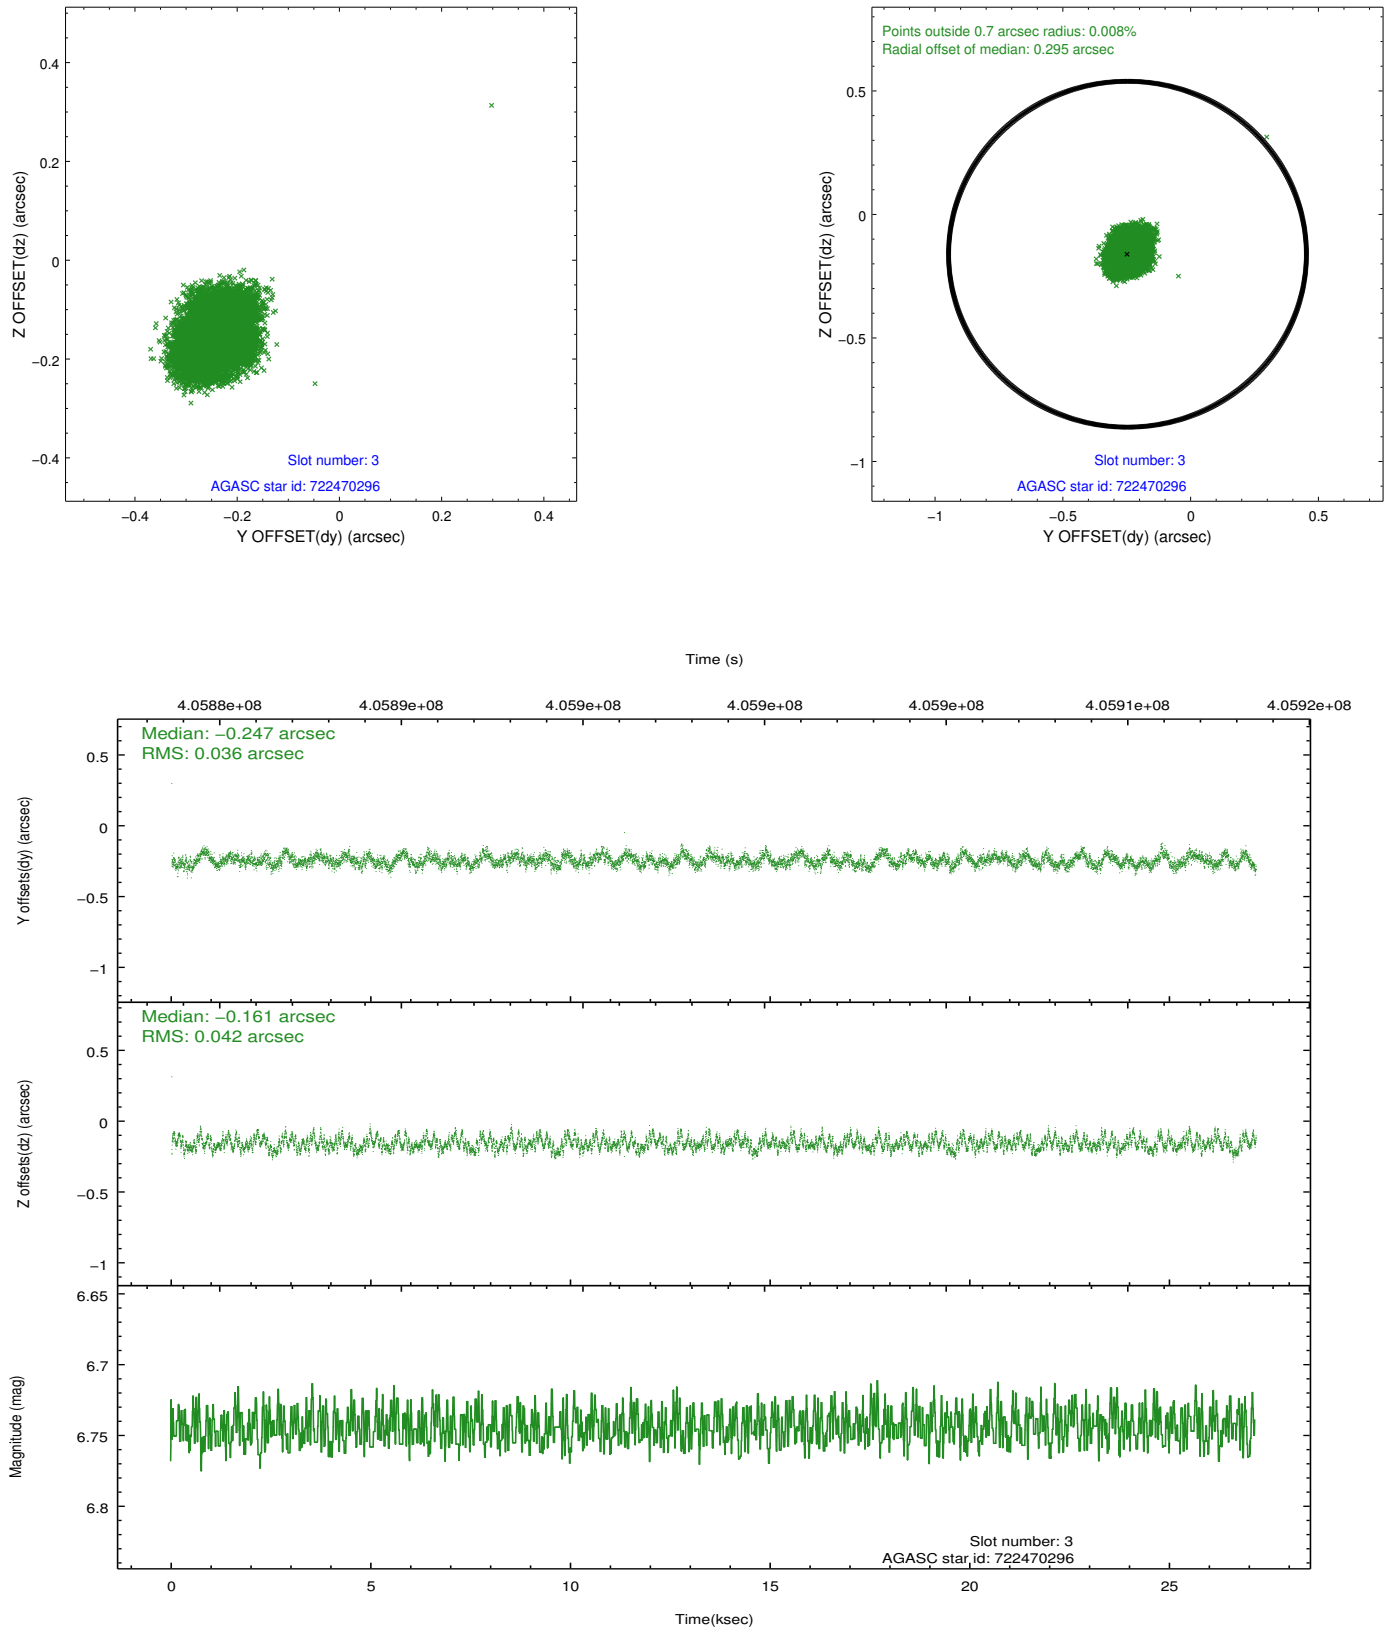 0.4
0.2
0
−0.2
−0.4
Z OFFSET(dz) (arcsec)
Slot number: 3
AGASC star id: 722470296
−0.4
−0.2
0
0.2
0.4
Y OFFSET(dy) (arcsec)
Points outside 0.7 arcsec radius: 0.008%
Radial offset of median: 0.295 arcsec
0.5
0
−0.5
−1
Z OFFSET(dz) (arcsec)
Slot number: 3
AGASC star id: 722470296
−1
−0.5
0
0.5
Y OFFSET(dy) (arcsec)
Time (s)
4.0588e+08
4.0589e+08
4.059e+08
4.059e+08
4.059e+08
4.0591e+08
4.0592e+08
Median: −0.247 arcsec
RMS: 0.036 arcsec
0.5
0
−0.5
−1
Y offsets(dy) (arcsec)
Median: −0.161 arcsec
RMS: 0.042 arcsec
0.5
0
−0.5
−1
Z offsets(dz) (arcsec)
6.65
6.7
6.75
6.8
Magnitude (mag)
Slot number: 3
AGASC star id: 722470296
0
5
10
15
20
25
Time(ksec)